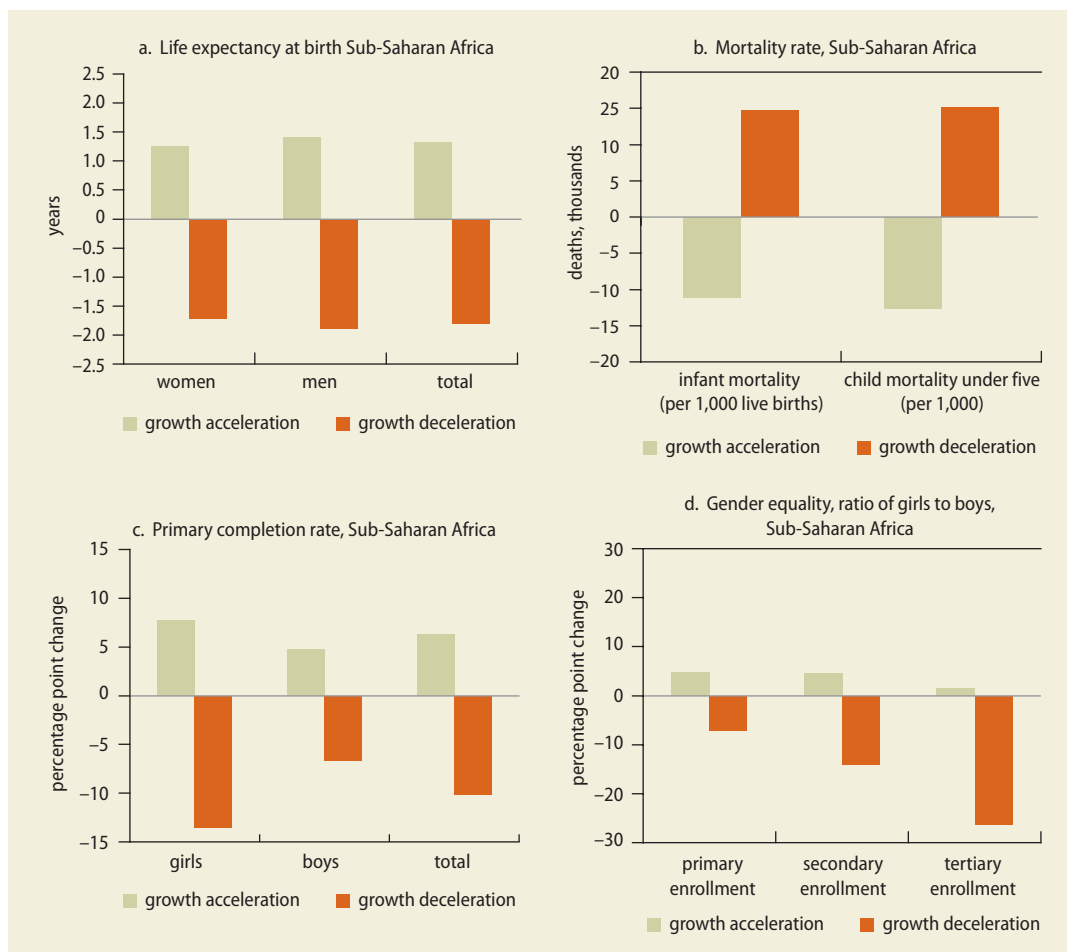 a. Life expectancy at birth Sub-Saharan Africa
2.5
2.0
1.5
1.0
0.5
0
−0.5
−1.0
−1.5
−2.0
−2.5
years
women men total
growth acceleration growth deceleration
b. Mortality rate, Sub-Saharan Africa
20
25
10
5
0
−5
−10
−15
−20
deaths, thousands
infant mortality child mortality under five
(per 1,000 live births) (per 1,000)
growth acceleration growth deceleration
c. Primary completion rate, Sub-Saharan Africa
15
10
5
0
−5
−10
−15
percentage point change
girls boys total
growth acceleration growth deceleration
d. Gender equality, ratio of girls to boys,
Sub-Saharan Africa
30
20
10
0
−10
−20
−30
percentage point change
primary secondary tertiary
enrollment enrollment enrollment
growth acceleration growth deceleration